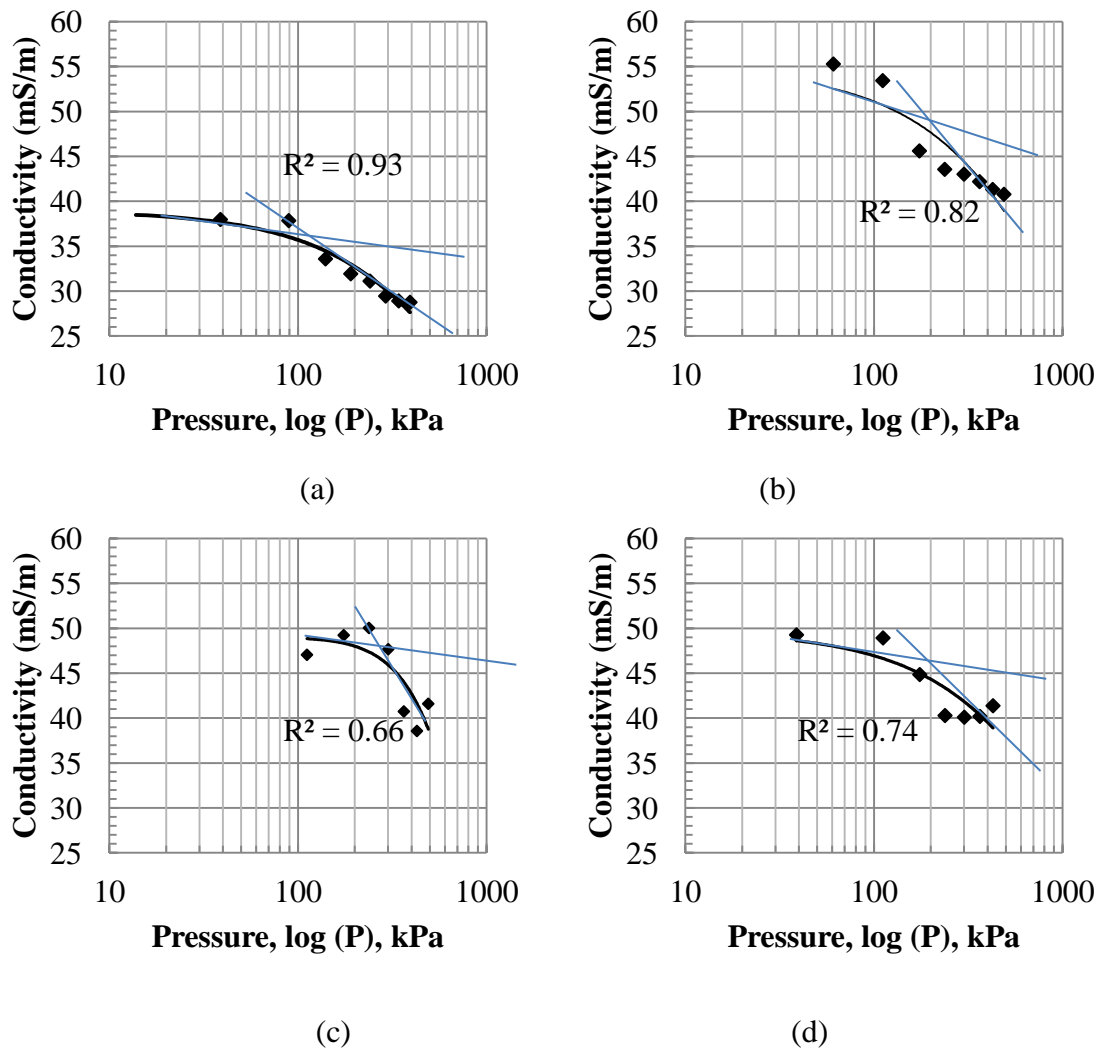 60
55
50
45
40
35
30
25
Conductivity (mS/m)
R² = 0.93
10 100 1000
Pressure, log (P), kPa
(a)
60
55
50
45
40
35
30
25
Conductivity (mS/m)
R² = 0.82
10 100 1000
Pressure, log (P), kPa
(b)
60
55
50
45
40
35
30
25
Conductivity (mS/m)
R² = 0.66
10 100 1000
Pressure, log (P), kPa
(c)
60
55
50
45
40
35
30
25
Conductivity (mS/m)
R² = 0.74
10 100 1000
Pressure, log (P), kPa
(d)